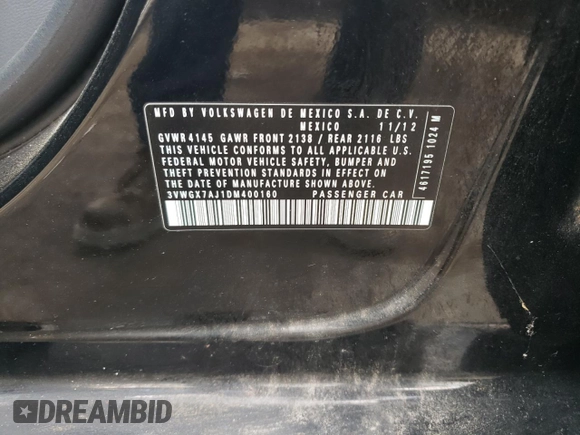 MFD BY VOLKSWAGEN DE MEXICO S.A. DE C.V.
MEXICO 11/12
GVWR 4145 GAWR FRONT 2138 / REAR 2116 LBS
THIS VEHICLE CONFORMS TO ALL APPLICABLE U.S.
FEDERAL MOTOR VEHICLE SAFETY, BUMPER AND
THEFT PREVENTION STANDARDS IN EFFECT ON
THE DATE OF MANUFACTURE SHOWN ABOVE.
3VWGX7AJ1DM400160 PASSENGER CAR
4617195 1024 M
DREAMBID